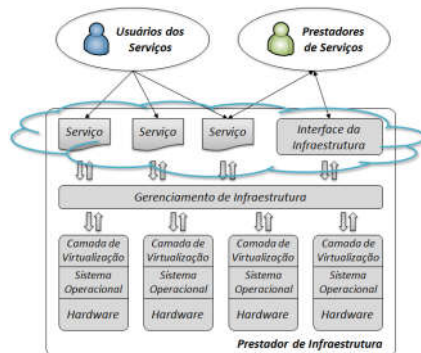 Usuários dos
Serviços
Prestadores
de Serviços
Serviço
Serviço
Serviço
Interface da
Infraestrutura
Gerenciamento de Infraestrutura
Camada de
Virtualização
Sistema
Operacional
Hardware
Camada de
Virtualização
Sistema
Operacional
Hardware
Camada de
Virtualização
Sistema
Operacional
Hardware
Camada de
Virtualização
Sistema
Operacional
Hardware
Prestador de Infraestrutura